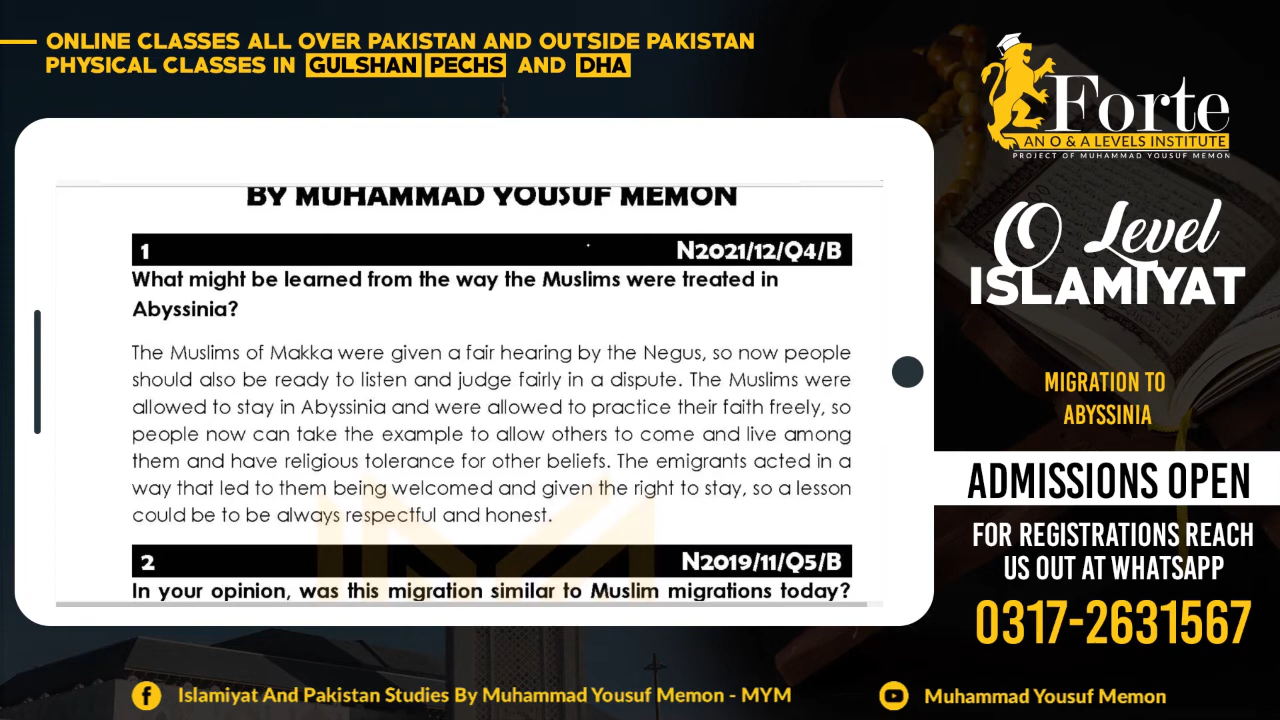 ONLINE CLASSES ALL OVER PAKISTAN AND OUTSIDE PAKISTAN
PHYSICAL CLASSES IN GULSHAN PECHS AND DHA
BY MUHAMMAD YOUSUF MEMON
1 N2021/12/Q4/B
What might be learned from the way the Muslims were treated in
Abyssinia?
The Muslims of Makka were given a fair hearing by the Negus, so now people
should also be ready to listen and judge fairly in a dispute. The Muslims were
allowed to stay in Abyssinia and were allowed to practice their faith freely, so
people now can take the example to allow others to come and live among
them and have religious tolerance for other beliefs. The emigrants acted in a
way that led to them being welcomed and given the right to stay, so a lesson
could be to be always respectful and honest.
2 N2019/11/Q5/B
In your opinion, was this migration similar to Muslim migrations today?
Forte
AN O & A LEVELS INSTITUTE
PROJECT OF MUHAMMAD YOUSUF MEMON
O Level
ISLAMIYAT
MIGRATION TO
ABYSSINIA
ADMISSIONS OPEN
FOR REGISTRATIONS REACH
US OUT AT WHATSAPP
0317-2631567
Islamiyat And Pakistan Studies By Muhammad Yousuf Memon - MYM
Muhammad Yousuf Memon